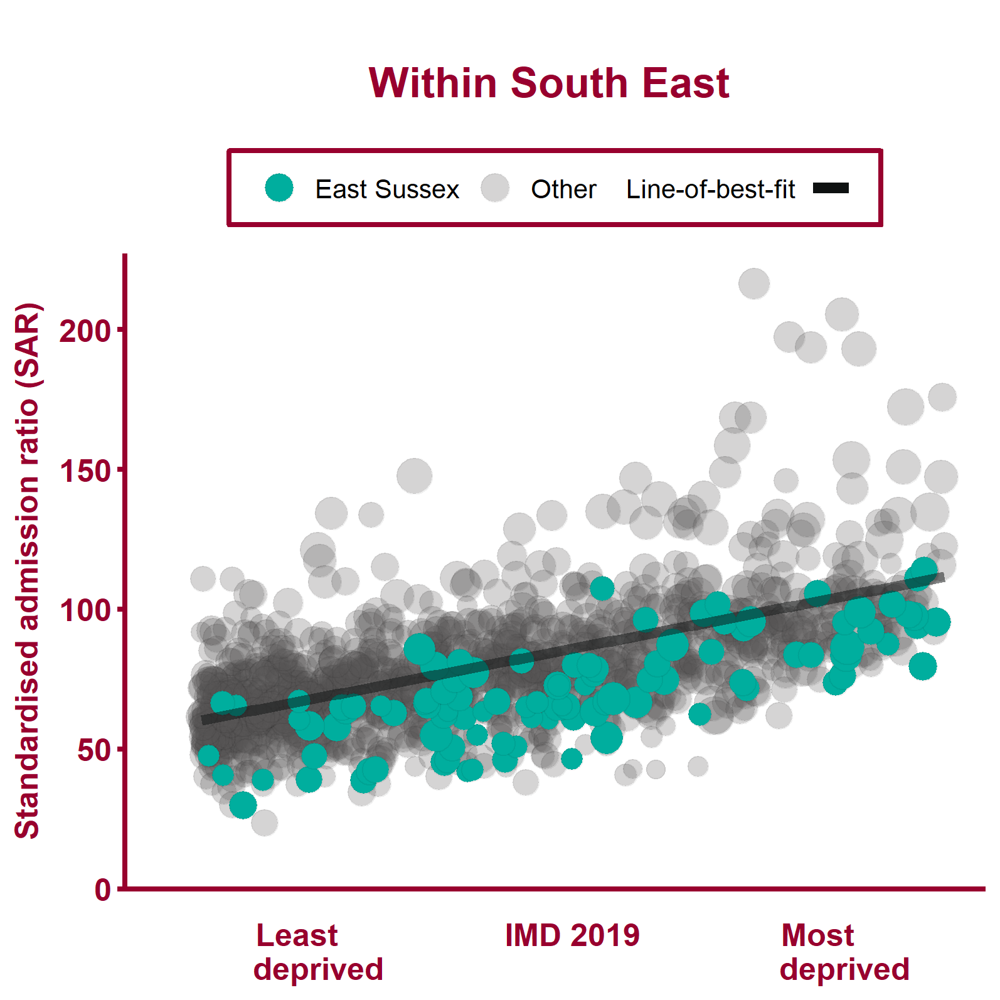 Within South East
East Sussex Other Line-of-best-fit
Standardised admission ratio (SAR)
200
150
100
50
0
Least deprived
IMD 2019
Most deprived